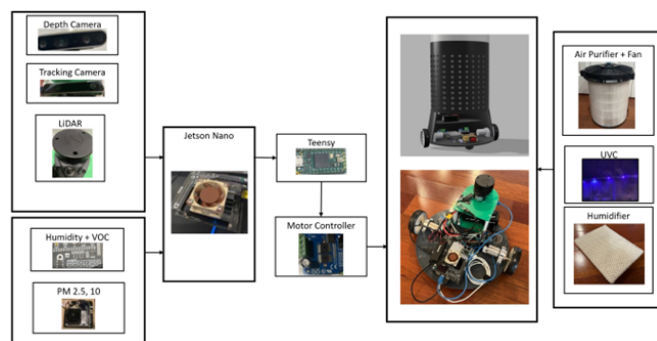 Depth Camera
Tracking Camera
LiDAR
Humidity + VOC
PM 2.5, 10
Jetson Nano
Teensy
Motor Controller
Air Purifier + Fan
UVC
Humidifier